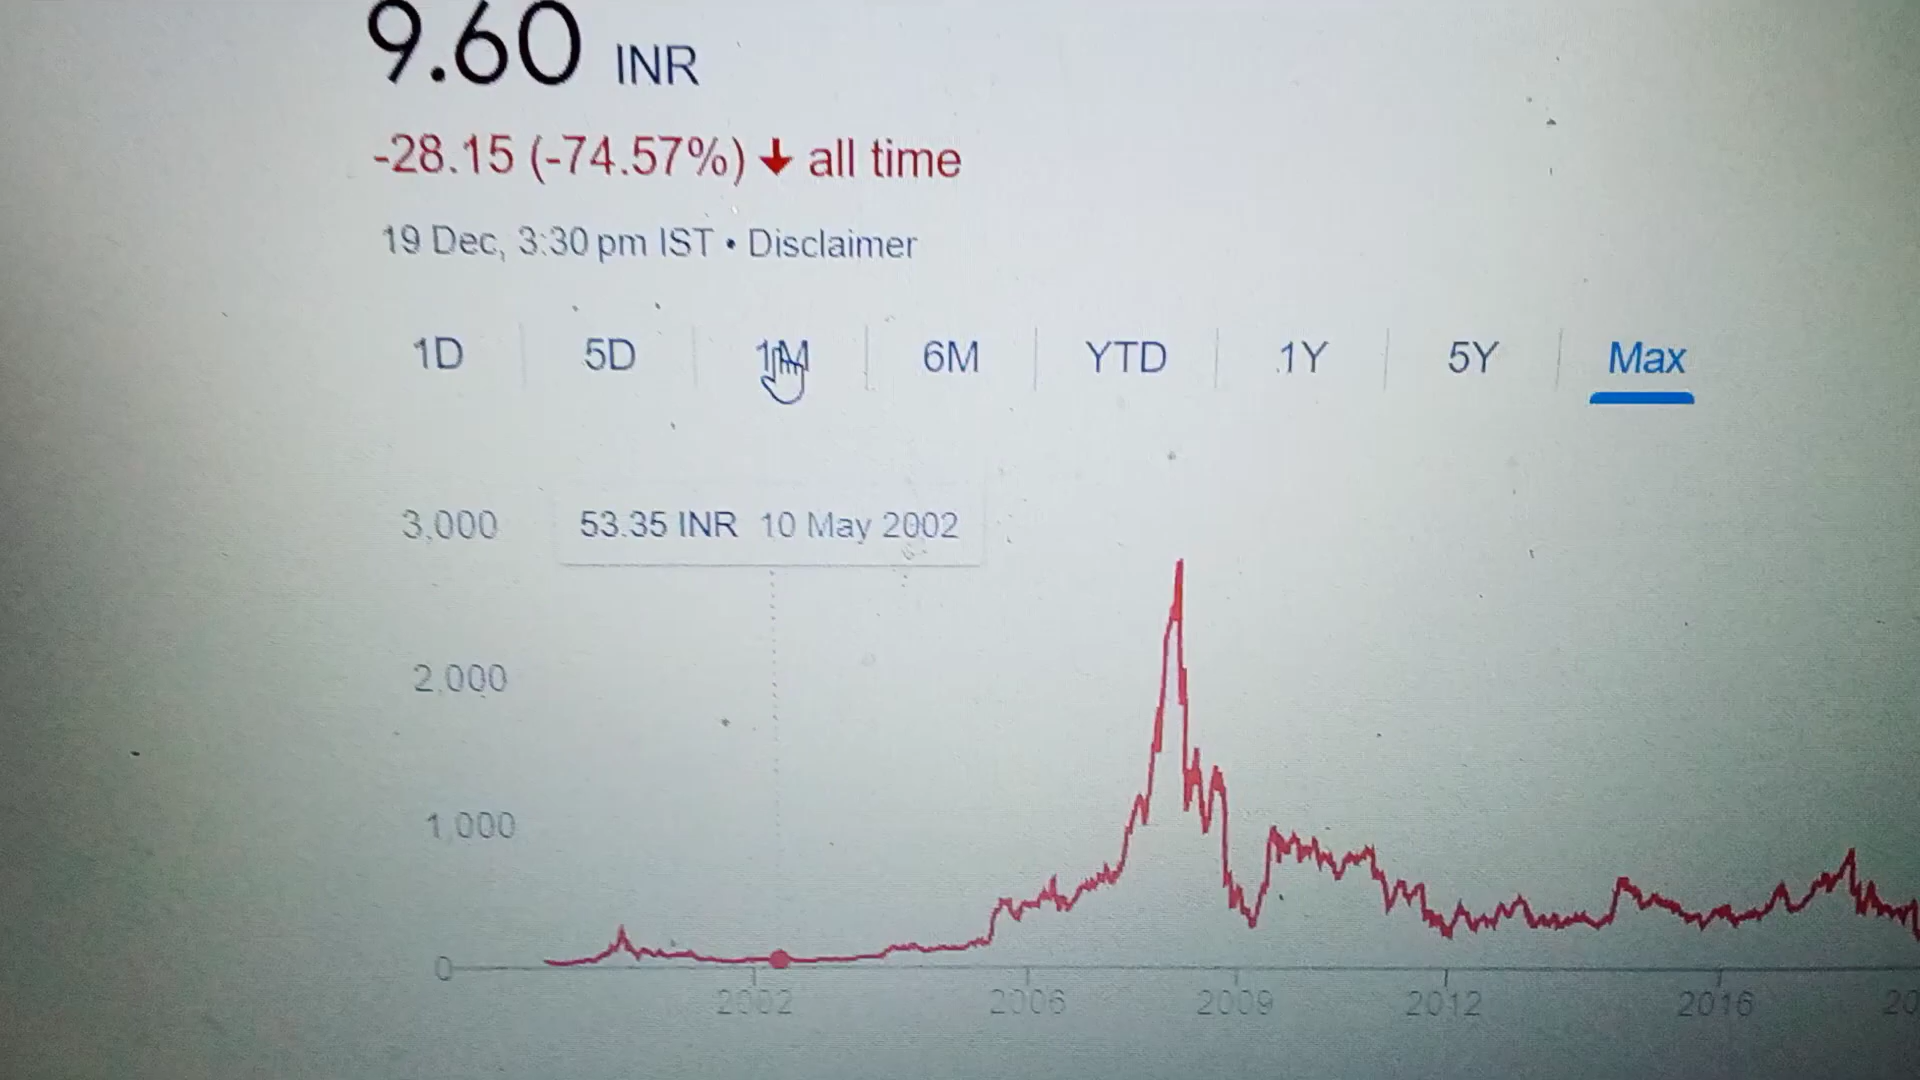 9.60 INR
-28.15 (-74.57%) all time
19 Dec, 3:30 pm IST • Disclaimer
1D 5D 1M 6M YTD 1Y 5Y Max
3,000 53.35 INR 10 May 2002
2,000
1,000
0
2002 2006 2009 2012 2016 20